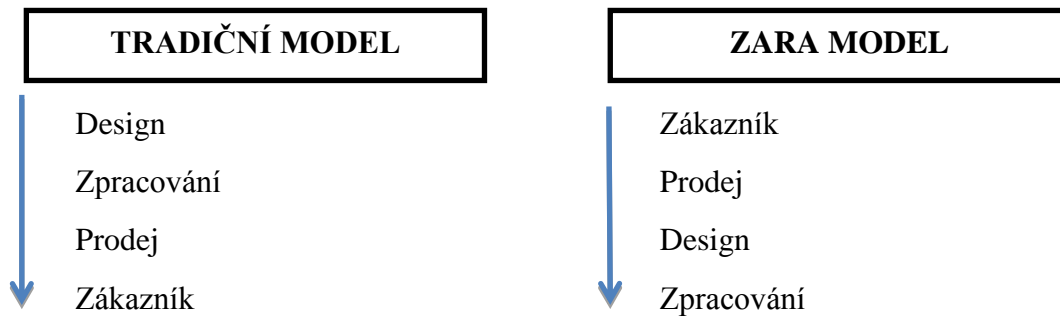 TRADIČNÍ MODEL
Design
Zpracování
Prodej
Zákazník
ZARA MODEL
Zákazník
Prodej
Design
Zpracování